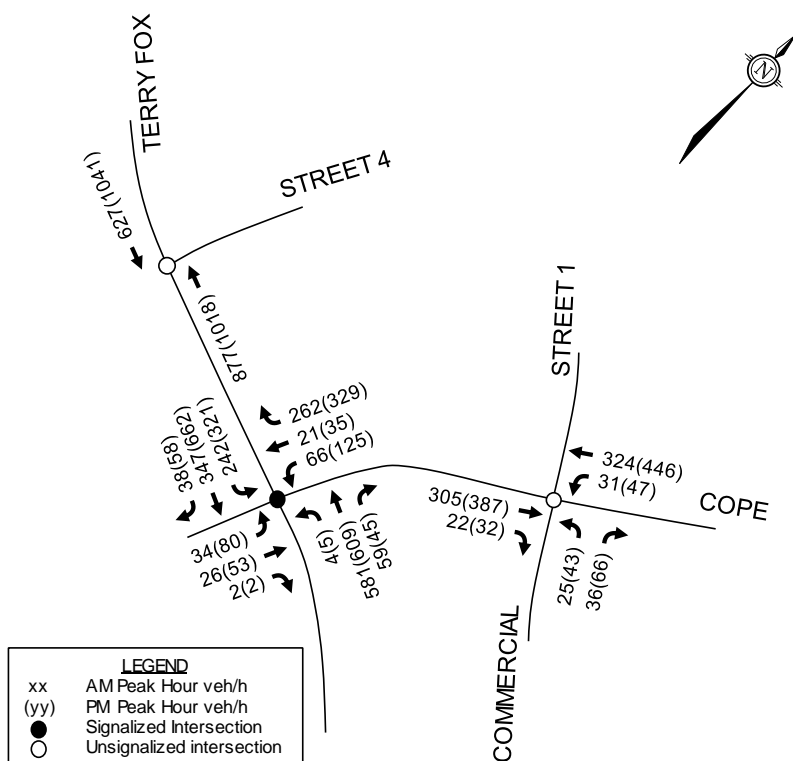 TERRY FOX
N
627(1041)
STREET 4
877(1018)
STREET 1
38(58)
347(662)
242(321)
262(329)
21(35)
66(125)
324(446)
31(47)
305(387)
22(32)
COPE
34(80)
26(53)
2(2)
4(5)
581(609)
59(45)
25(43)
36(66)
COMMERCIAL
LEGEND
xx AM Peak Hour veh/h
(yy) PM Peak Hour veh/h
Signalized Intersection
Unsignalized intersection